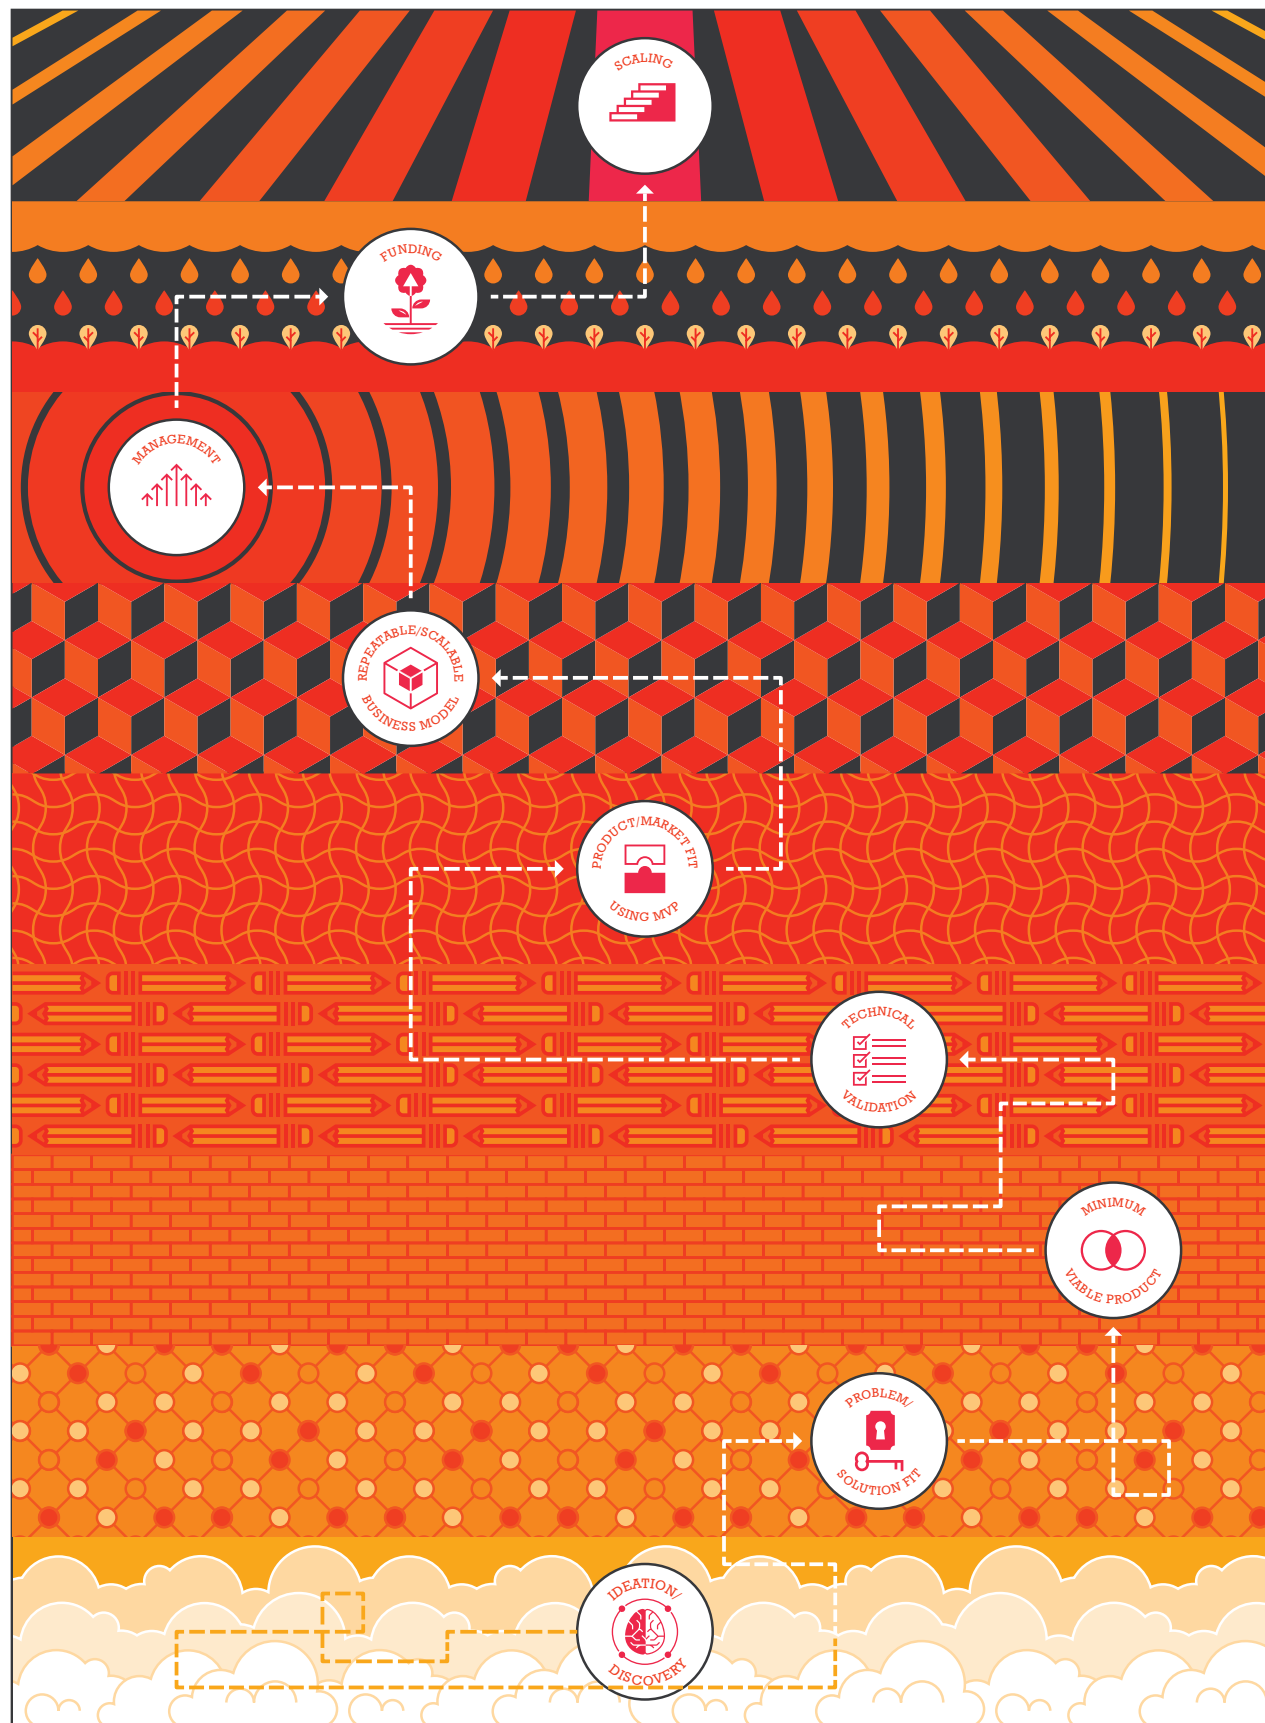 SCALING
FUNDING
MANAGEMENT
REPEATABLE/SCALABLE
BUSINESS MODEL
PRODUCT/MARKET FIT
USING MVP
TECHNICAL
VALIDATION
MINIMUM
VIABLE PRODUCT
PROBLEM/
SOLUTION FIT
IDEATION/
DISCOVERY